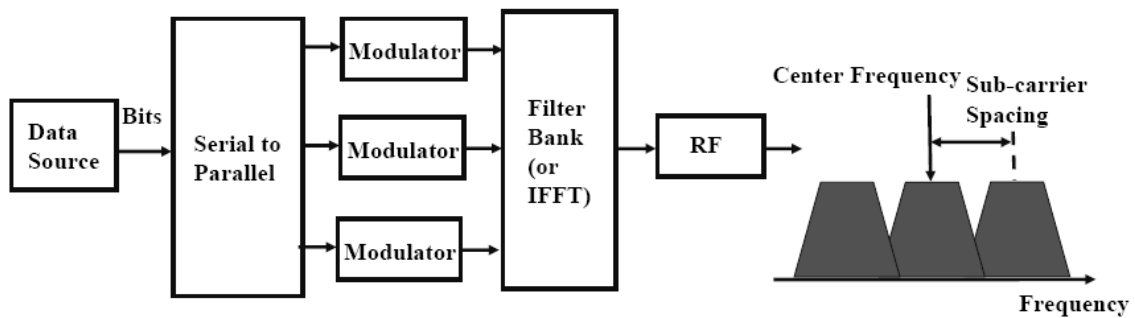 Data
Source
Bits
Serial to
Parallel
Modulator
Modulator
Modulator
Filter
Bank
(or
IFFT)
RF
Center Frequency
Sub-carrier
Spacing
Frequency